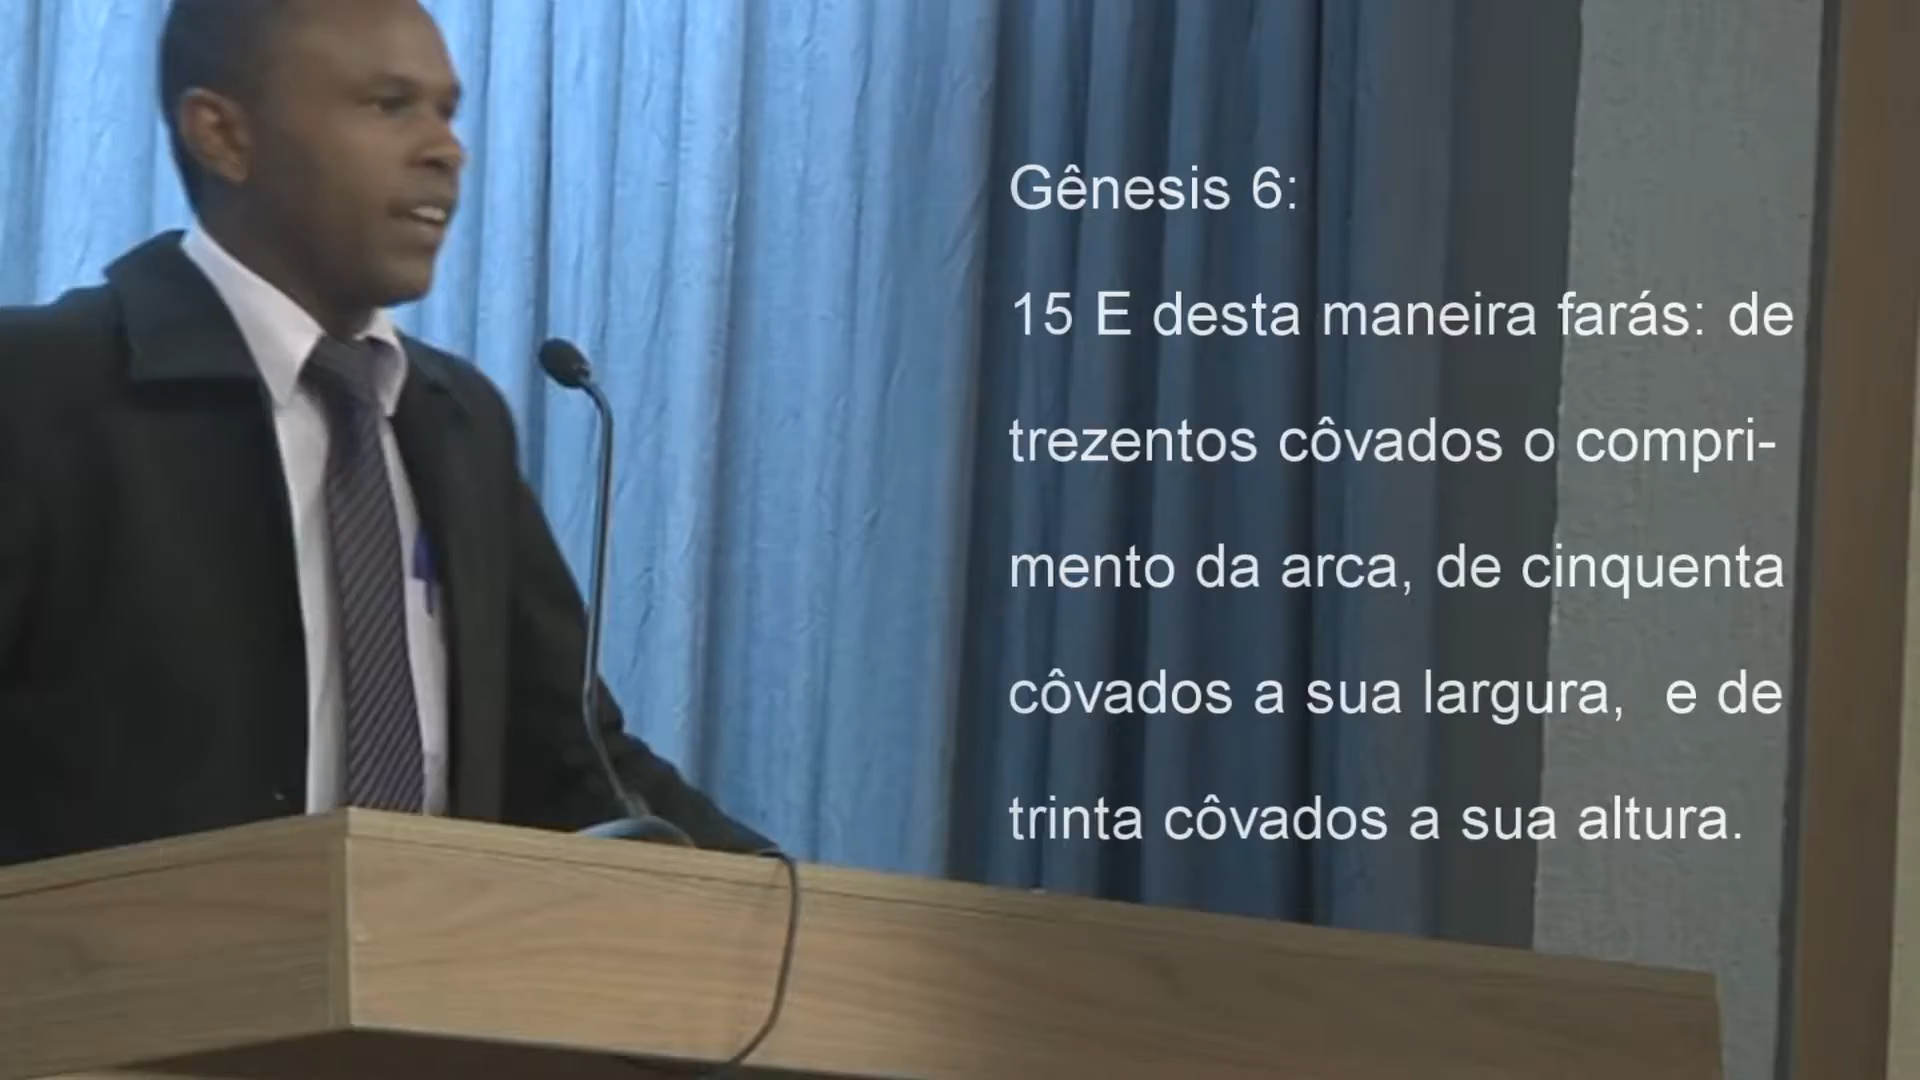 Gênesis 6:
15 E desta maneira farás: de
trezentos côvados o compri-
mento da arca, de cinquenta
côvados a sua largura,  e de
trinta côvados a sua altura.